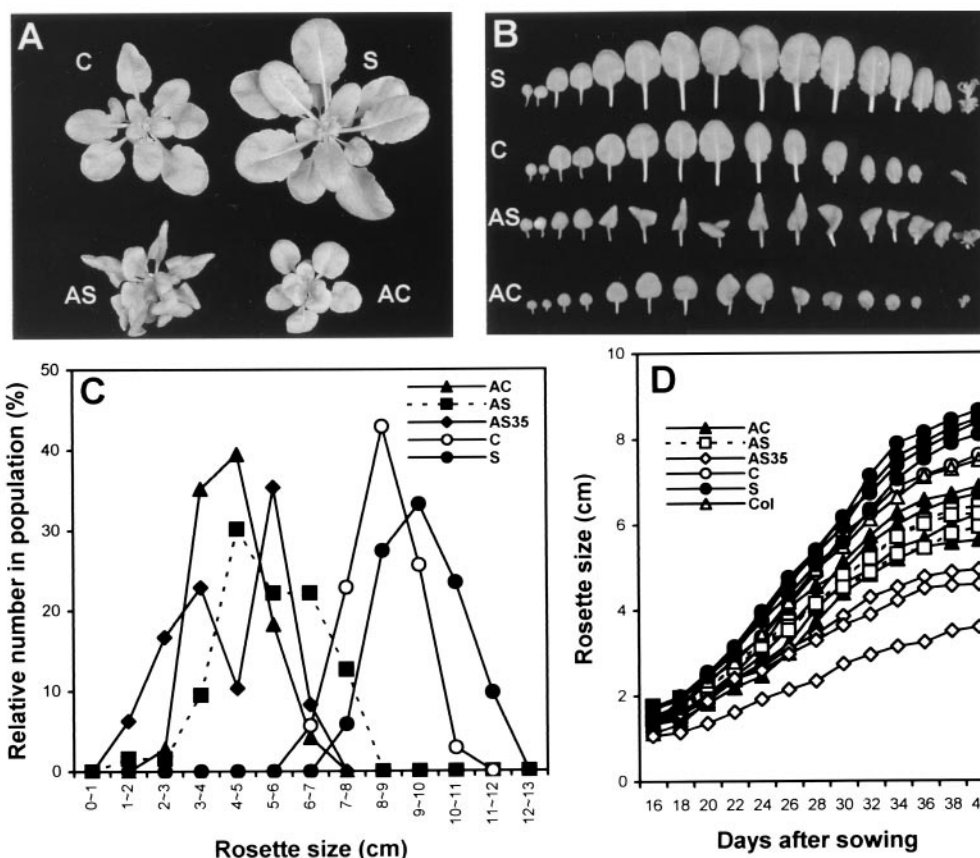 A
C
S
AS
AC
B
S
C
AS
AC
C
Relative number in population (%)
50
40
30
20
10
0
AC
AS
AS35
C
S
0~1
1~2
2~3
3~4
4~5
5~6
6~7
7~8
8~9
9~10
10~11
11~12
12~13
Rosette size (cm)
D
Rosette size (cm)
10
8
6
4
2
0
AC
AS
AS35
C
S
Col
16 18 20 22 24 26 28 30 32 34 36 38
Days after sowing